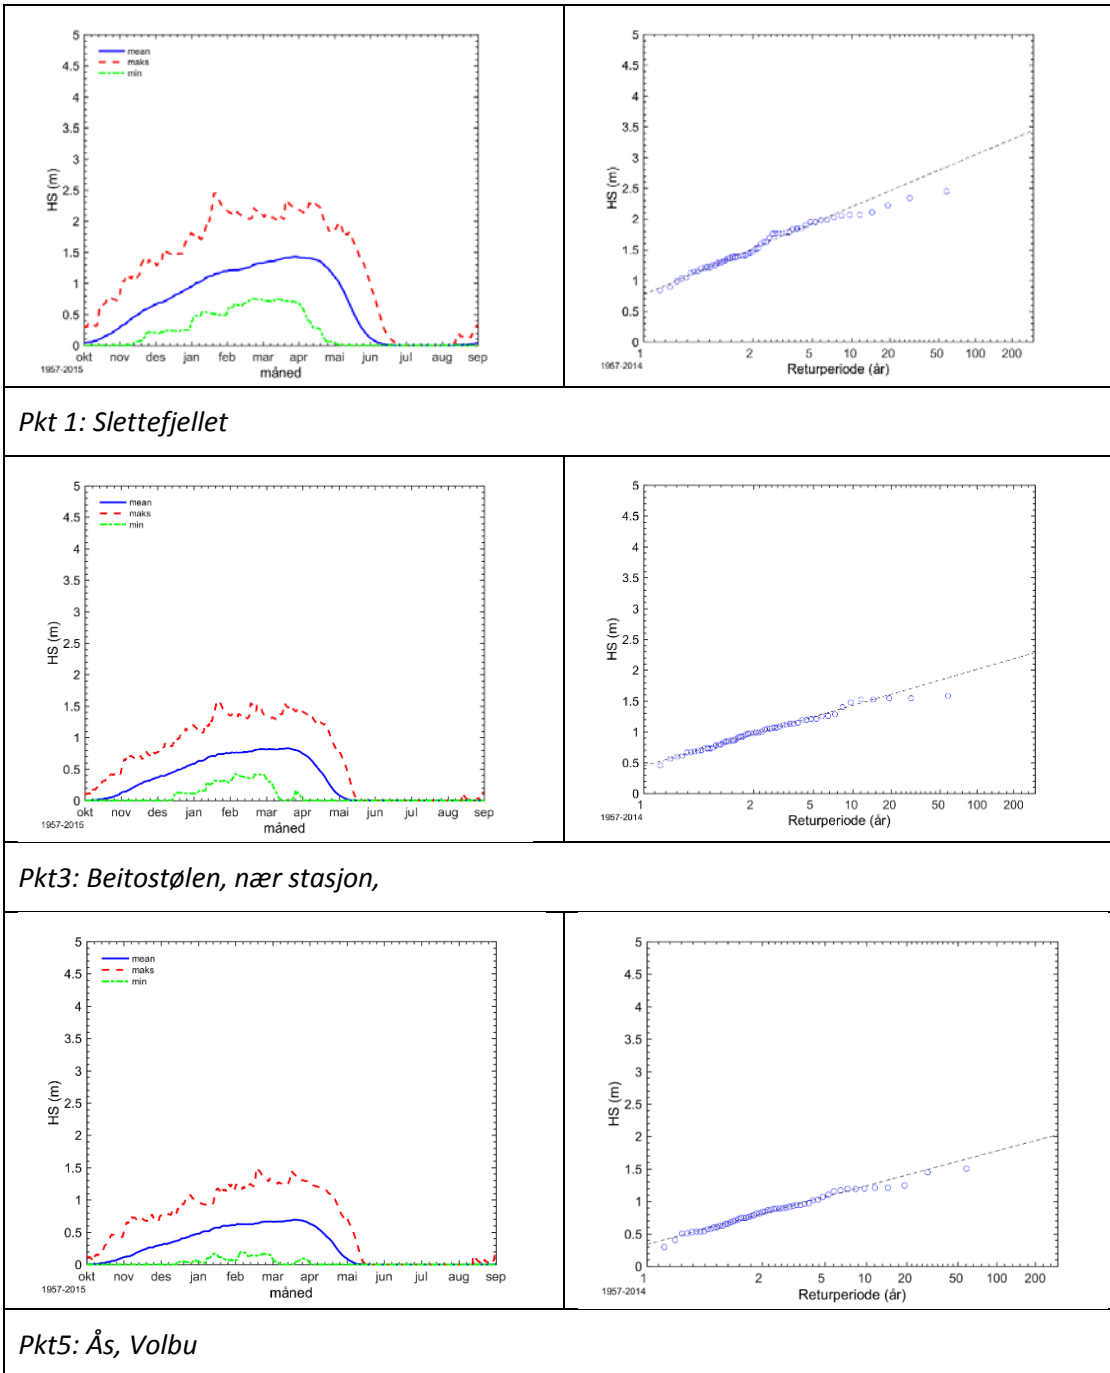 5
4.5
4
3.5
3
2.5
2
1.5
1
0.5
0
HS (m)
mean
maks
min
okt nov des jan feb mar apr mai jun jul aug sep
måned
1957-2015
5
4.5
4
3.5
3
2.5
2
1.5
1
0.5
0
HS (m)
1 2 5 10 20 50 100 200
Returperiode (år)
1957-2014
Pkt 1: Slettefjellet
5
4.5
4
3.5
3
2.5
2
1.5
1
0.5
0
HS (m)
mean
maks
min
okt nov des jan feb mar apr mai jun jul aug sep
måned
1957-2015
5
4.5
4
3.5
3
2.5
2
1.5
1
0.5
0
HS (m)
1 2 5 10 20 50 100 200
Returperiode (år)
1957-2014
Pkt3: Beitostølen, nær stasjon,
5
4.5
4
3.5
3
2.5
2
1.5
1
0.5
0
HS (m)
mean
maks
min
okt nov des jan feb mar apr mai jun jul aug sep
måned
1957-2015
5
4.5
4
3.5
3
2.5
2
1.5
1
0.5
0
HS (m)
1 2 5 10 20 50 100 200
Returperiode (år)
1957-2014
Pkt5: Ås, Volbu